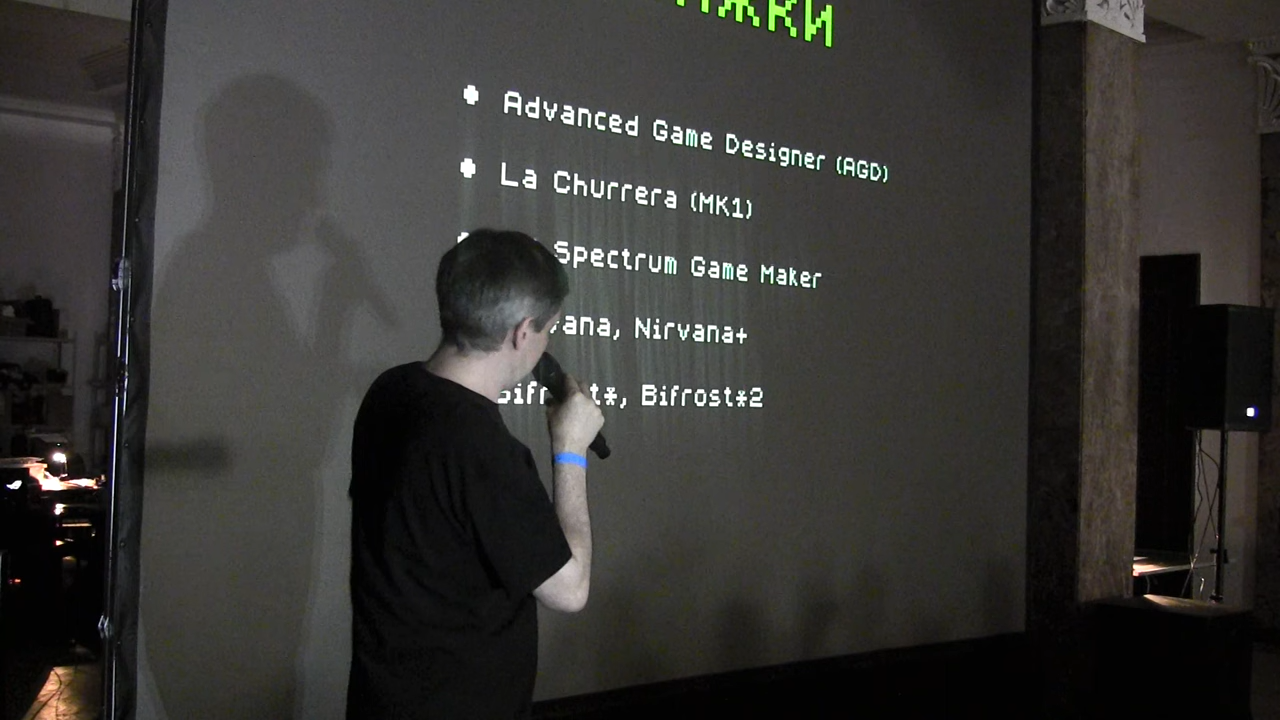 Advanced Game Designer (AGD)
La Churrera (MK1)
Spectrum Game Maker
Nirvana+
Bifrost*2